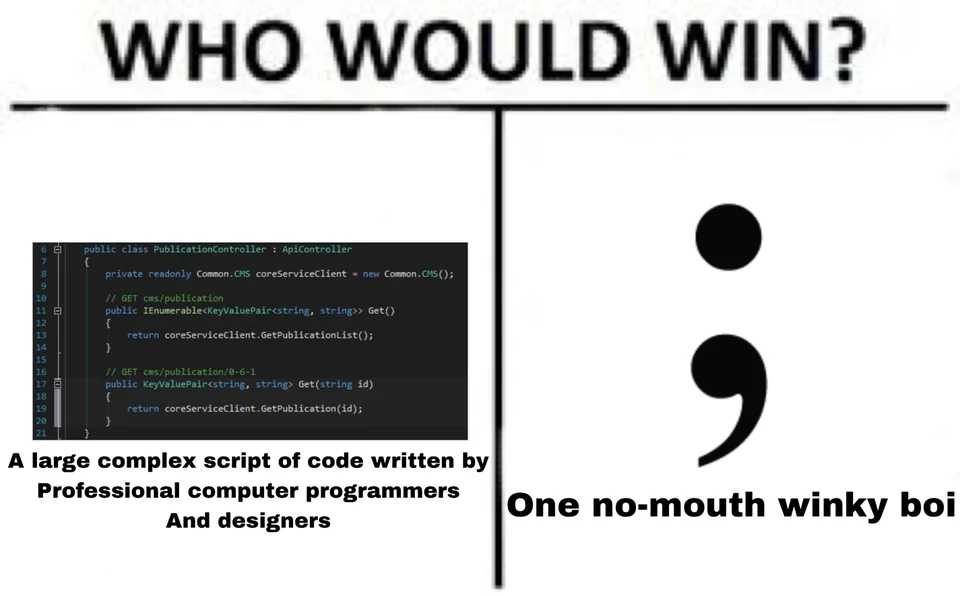 WHO WOULD WIN?
6 public class PublicationController : ApiController
7 {
8 private readonly Common.CMS coreServiceClient = new Common.CMS();
9
10 // GET cms/publication
11 public IEnumerable<KeyValuePair<string, string>> Get()
12 {
13 return coreServiceClient.GetPublicationList();
14 }
15
16 // GET cms/publication/0-6-1
17 public KeyValuePair<string, string> Get(string id)
18 {
19 return coreServiceClient.GetPublication(id);
20 }
21 }
A large complex script of code written by
Professional computer programmers
And designers
;
One no-mouth winky boi